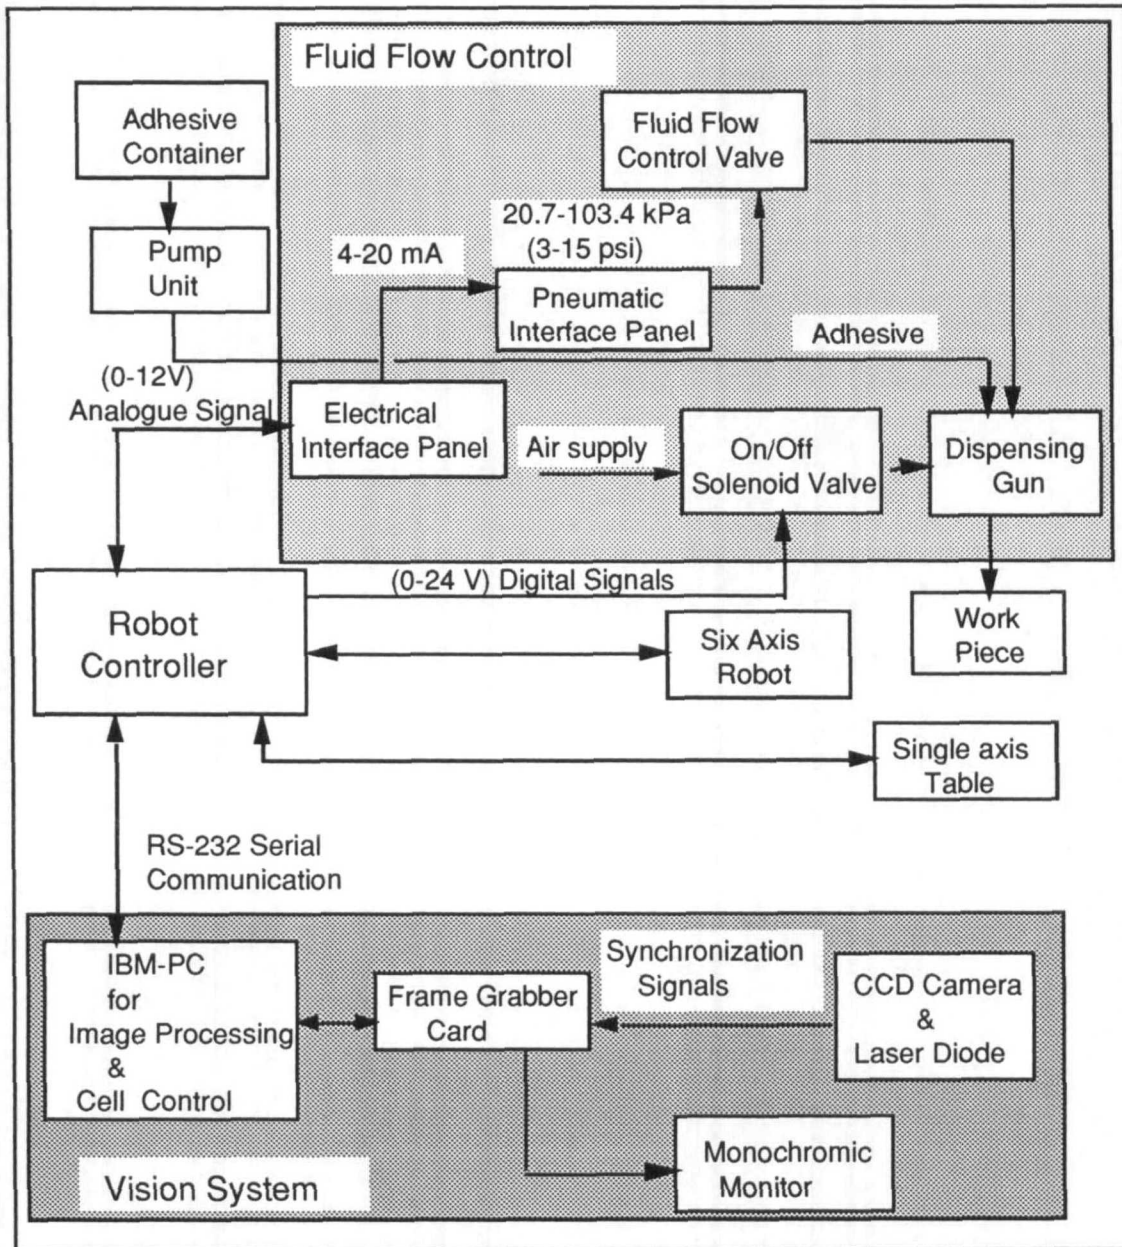 Fluid Flow Control
Adhesive
Container
Fluid Flow
Control Valve
20.7-103.4 kPa
(3-15 psi)
4-20 mA
Pump
Unit
Pneumatic
Interface Panel
Adhesive
(0-12V)
Analogue Signal
Electrical
Interface Panel
Air supply
On/Off
Solenoid Valve
Dispensing
Gun
(0-24 V) Digital Signals
Robot
Controller
Six Axis
Robot
Work
Piece
Single axis
Table
RS-232 Serial
Communication
IBM-PC
for
Image Processing
&
Cell Control
Frame Grabber
Card
Synchronization
Signals
CCD Camera
&
Laser Diode
Monochromic
Monitor
Vision System